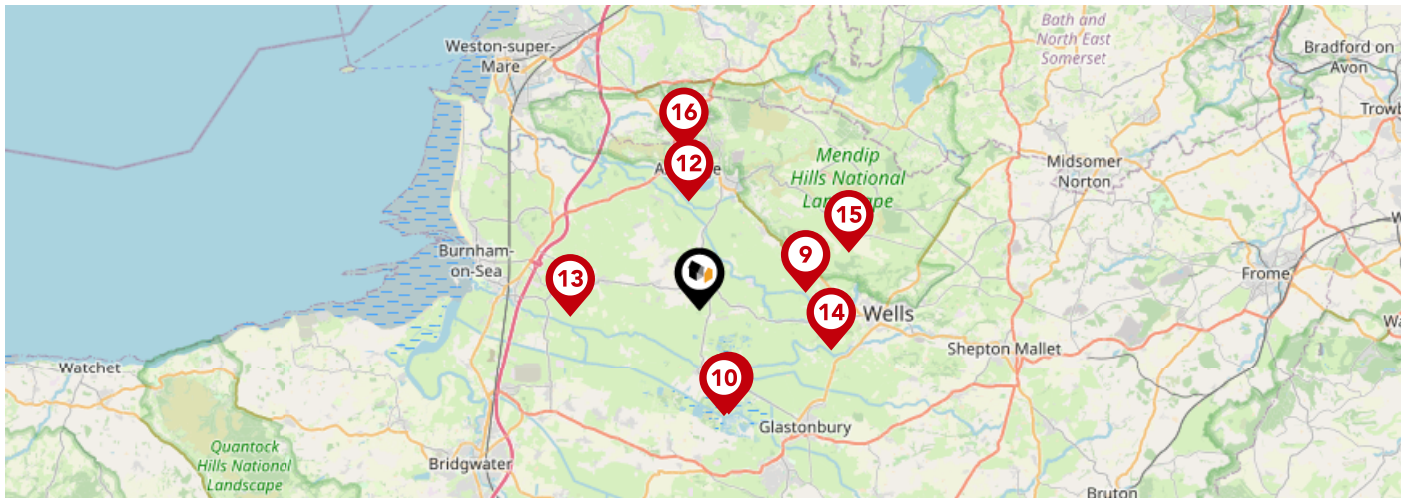 Weston-super-
Mare
Bath and
North East
Somerset
Bradford on
Avon
16
12
Mendip
Hills National
15
Midsomer
Norton
Burnham-
on-Sea
9
13
Frome
14
Wells
Shepton Mallet
Watchet
10
Glastonbury
Quantock
Hills National
Landscape
Bridgwater
Bruton